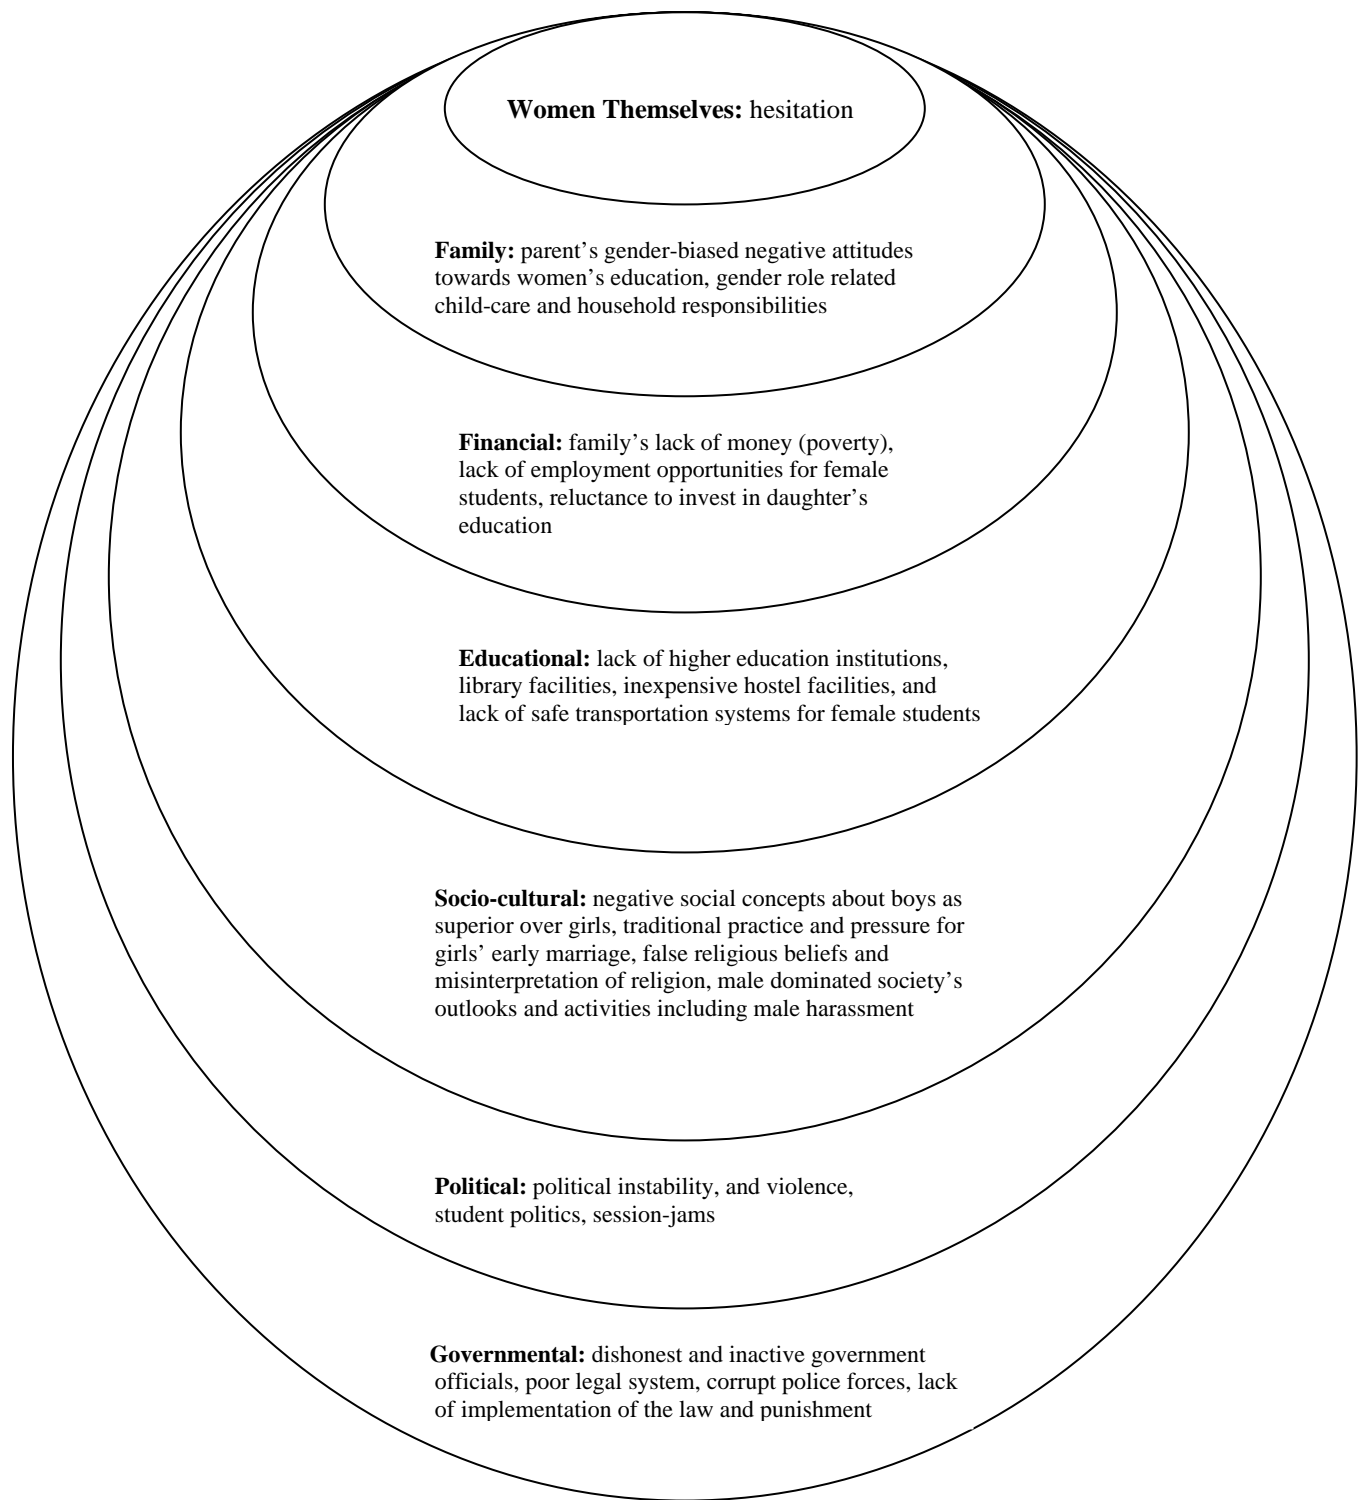 Women Themselves: hesitation
Family: parent’s gender-biased negative attitudes
towards women’s education, gender role related
child-care and household responsibilities
Financial: family’s lack of money (poverty),
lack of employment opportunities for female
students, reluctance to invest in daughter’s
education
Educational: lack of higher education institutions,
library facilities, inexpensive hostel facilities, and
lack of safe transportation systems for female students
Socio-cultural: negative social concepts about boys as
superior over girls, traditional practice and pressure for
girls’ early marriage, false religious beliefs and
misinterpretation of religion, male dominated society’s
outlooks and activities including male harassment
Political: political instability, and violence,
student politics, session-jams
Governmental: dishonest and inactive government
officials, poor legal system, corrupt police forces, lack
of implementation of the law and punishment